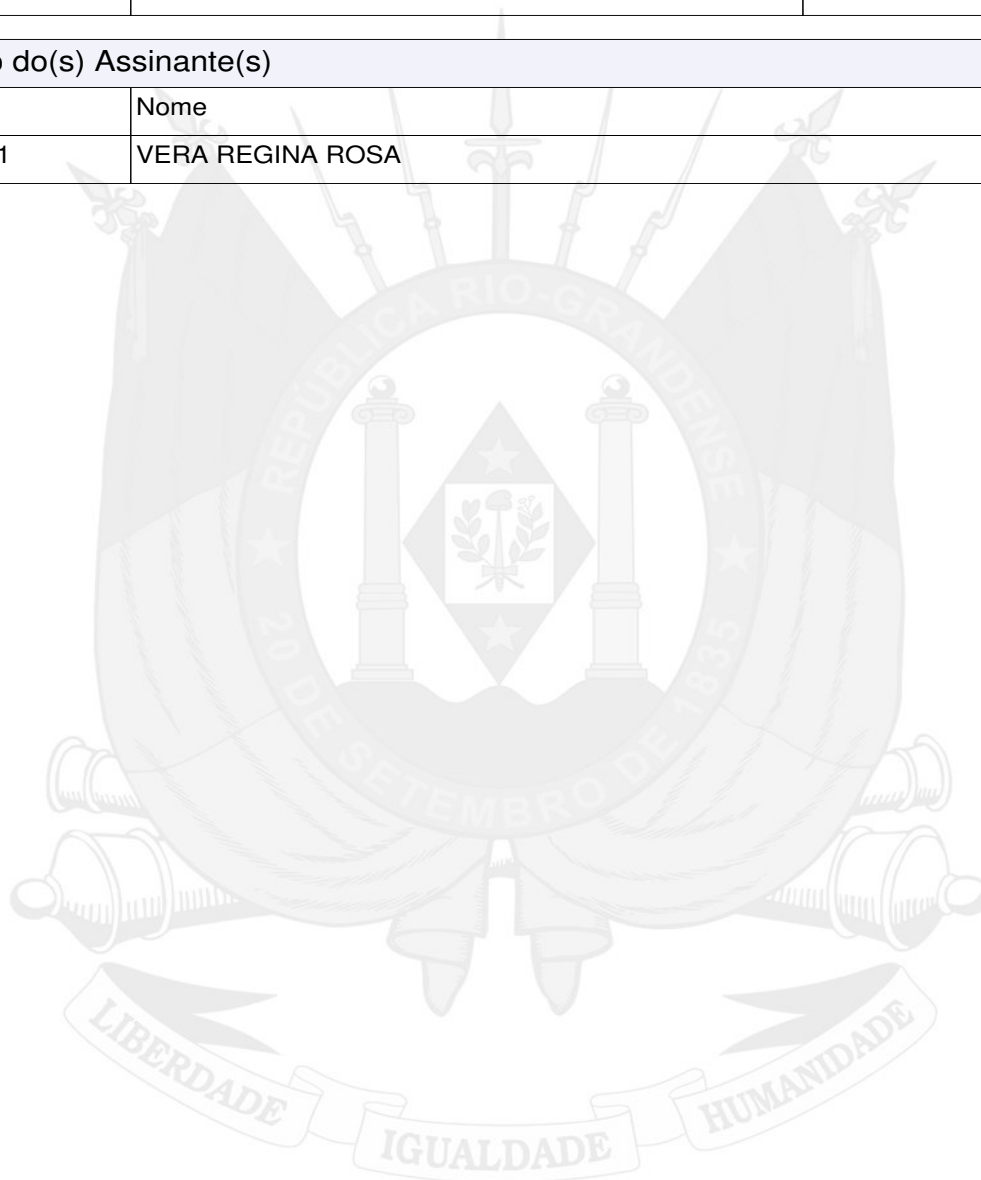 o do(s) Assinante(s)
Nome
1
VERA REGINA ROSA
REPÚBLICA RIO-GRANDENSE
20 DE SETEMBRO DE 1835
LIBERDADE
IGUALDADE
HUMANIDADE